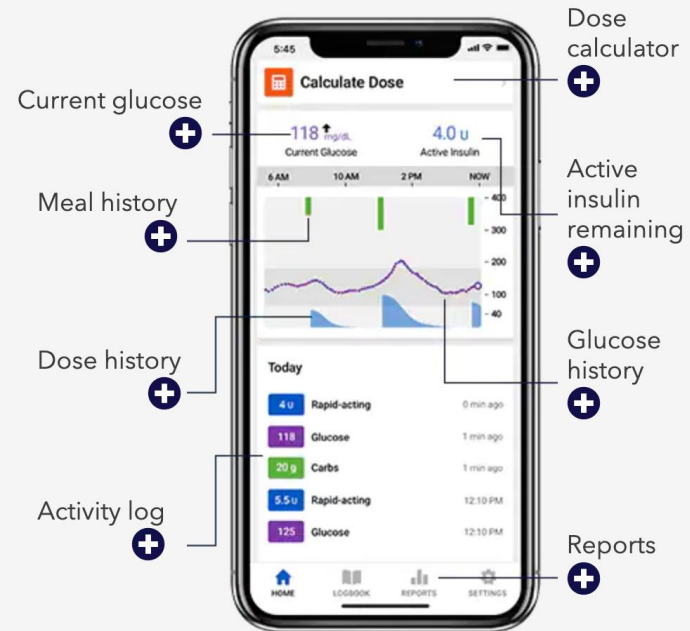 Dose
calculator
Current glucose
Meal history
Dose history
Activity log
Active
insulin
remaining
Glucose
history
Reports
5:45
Calculate Dose
118 mg/dL
4.0 u
Current Glucose
Active Insulin
6 AM
10 AM
2 PM
NOW
400
300
200
100
40
Today
4 u Rapid-acting 0 min ago
118 Glucose 1 min ago
20 g Carbs 1 min ago
5.5 u Rapid-acting 12:10 PM
125 Glucose 12:10 PM
HOME
LOGBOOK
REPORTS
SETTINGS